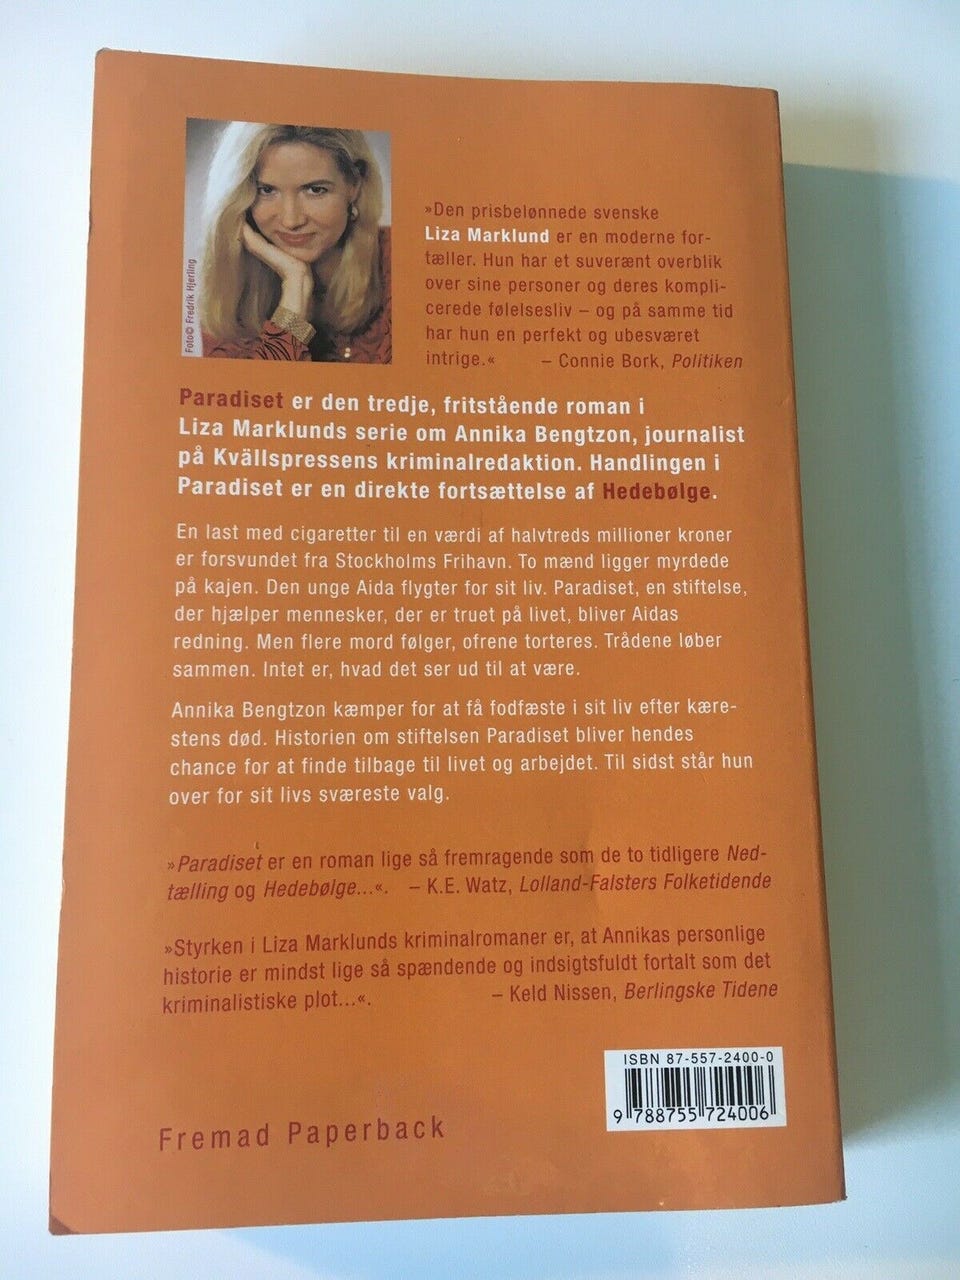 Foto© Fredrik Hjerling
»Den prisbelønnede svenske
Liza Marklund er en moderne for-
tæller. Hun har et suverænt overblik
over sine personer og deres kompli-
cerede følelsesliv – og på samme tid
har hun en perfekt og ubesværet
intrige.« – Connie Bork, Politiken
Paradiset er den tredje, fritstående roman i
Liza Marklunds serie om Annika Bengtzon, journalist
på Kvällspressens kriminalredaktion. Handlingen i
Paradiset er en direkte fortsættelse af Hedebølge.
En last med cigaretter til en værdi af halvtreds millioner kroner
er forsvundet fra Stockholms Frihavn. To mænd ligger myrdede
på kajen. Den unge Aida flygter for sit liv. Paradiset, en stiftelse,
der hjælper mennesker, der er truet på livet, bliver Aidas
redning. Men flere mord følger, ofrene torteres. Trådene løber
sammen. Intet er, hvad det ser ud til at være.
Annika Bengtzon kæmper for at få fodfæste i sit liv efter kære-
stens død. Historien om stiftelsen Paradiset bliver hendes
chance for at finde tilbage til livet og arbejdet. Til sidst står hun
over for sit livs sværeste valg.
»Paradiset er en roman lige så fremragende som de to tidligere Ned-
tælling og Hedebølge...«. – K.E. Watz, Lolland-Falsters Folketidende
»Styrken i Liza Marklunds kriminalromaner er, at Annikas personlige
historie er mindst lige så spændende og indsigtsfuldt fortalt som det
kriminalistiske plot...«. – Keld Nissen, Berlingske Tidene
ISBN 87-557-2400-0
9 788755 724006
Fremad Paperback